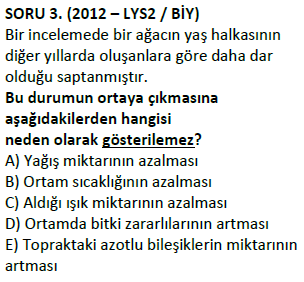 SORU 3. (2012 – LYS2 / BİY)
Bir incelemede bir ağacın yaş halkasının
diğer yıllarda oluşanlara göre daha dar
olduğu saptanmıştır.
Bu durumun ortaya çıkmasına
aşağıdakilerden hangisi
neden olarak gösterilemez?
A) Yağış miktarının azalması
B) Ortam sıcaklığının azalması
C) Aldığı ışık miktarının azalması
D) Ortamda bitki zararlılarının artması
E) Topraktaki azotlu bileşiklerin miktarının
artması